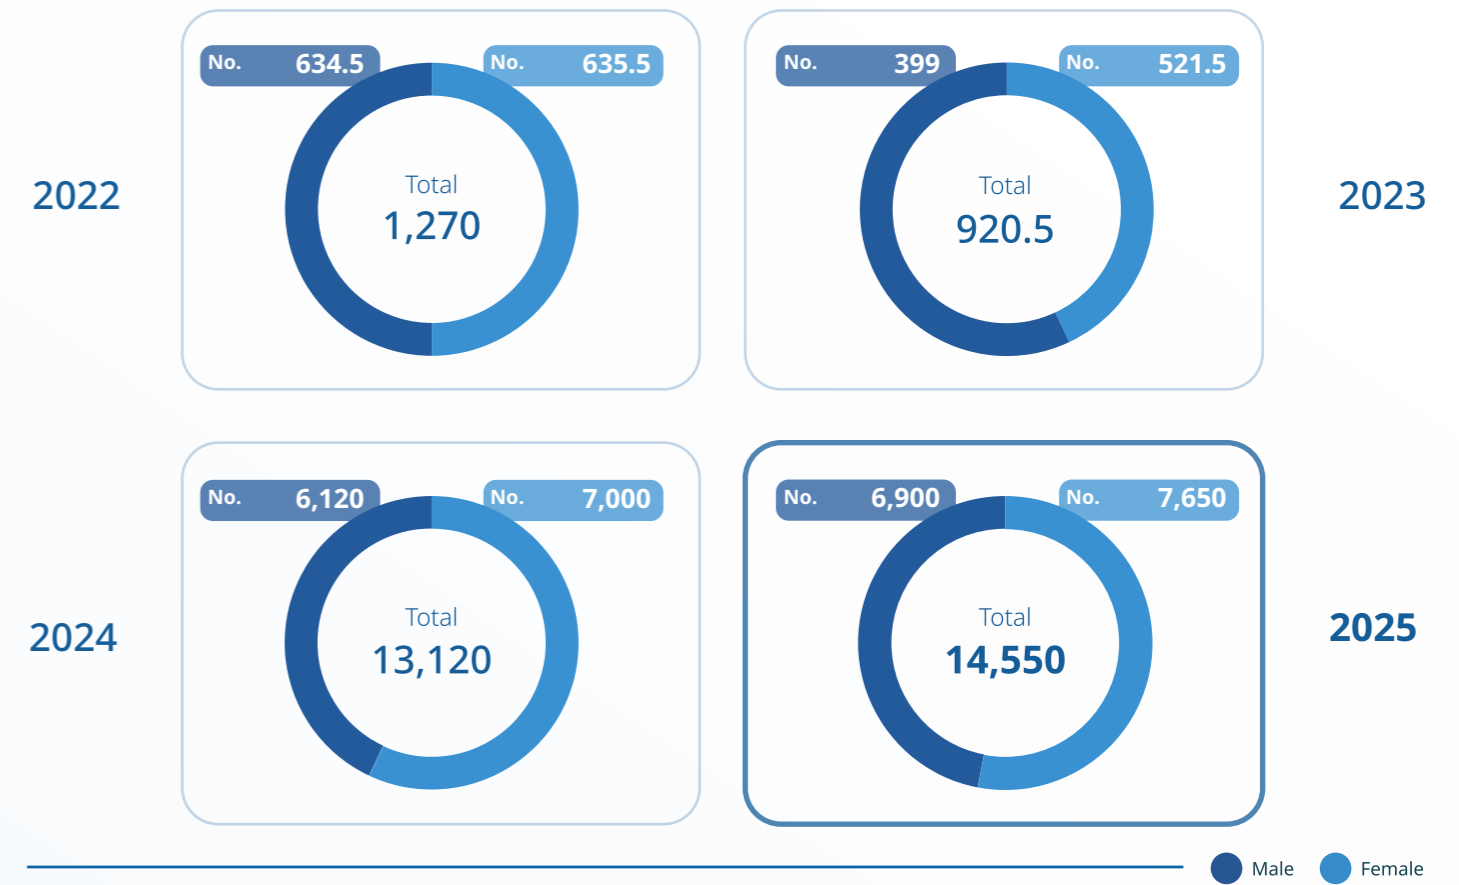 2022
No. 634.5
No. 635.5
Total
1,270
No. 399
No. 521.5
Total
920.5
2023
2024
No. 6,120
No. 7,000
Total
13,120
No. 6,900
No. 7,650
Total
14,550
2025
Male
Female